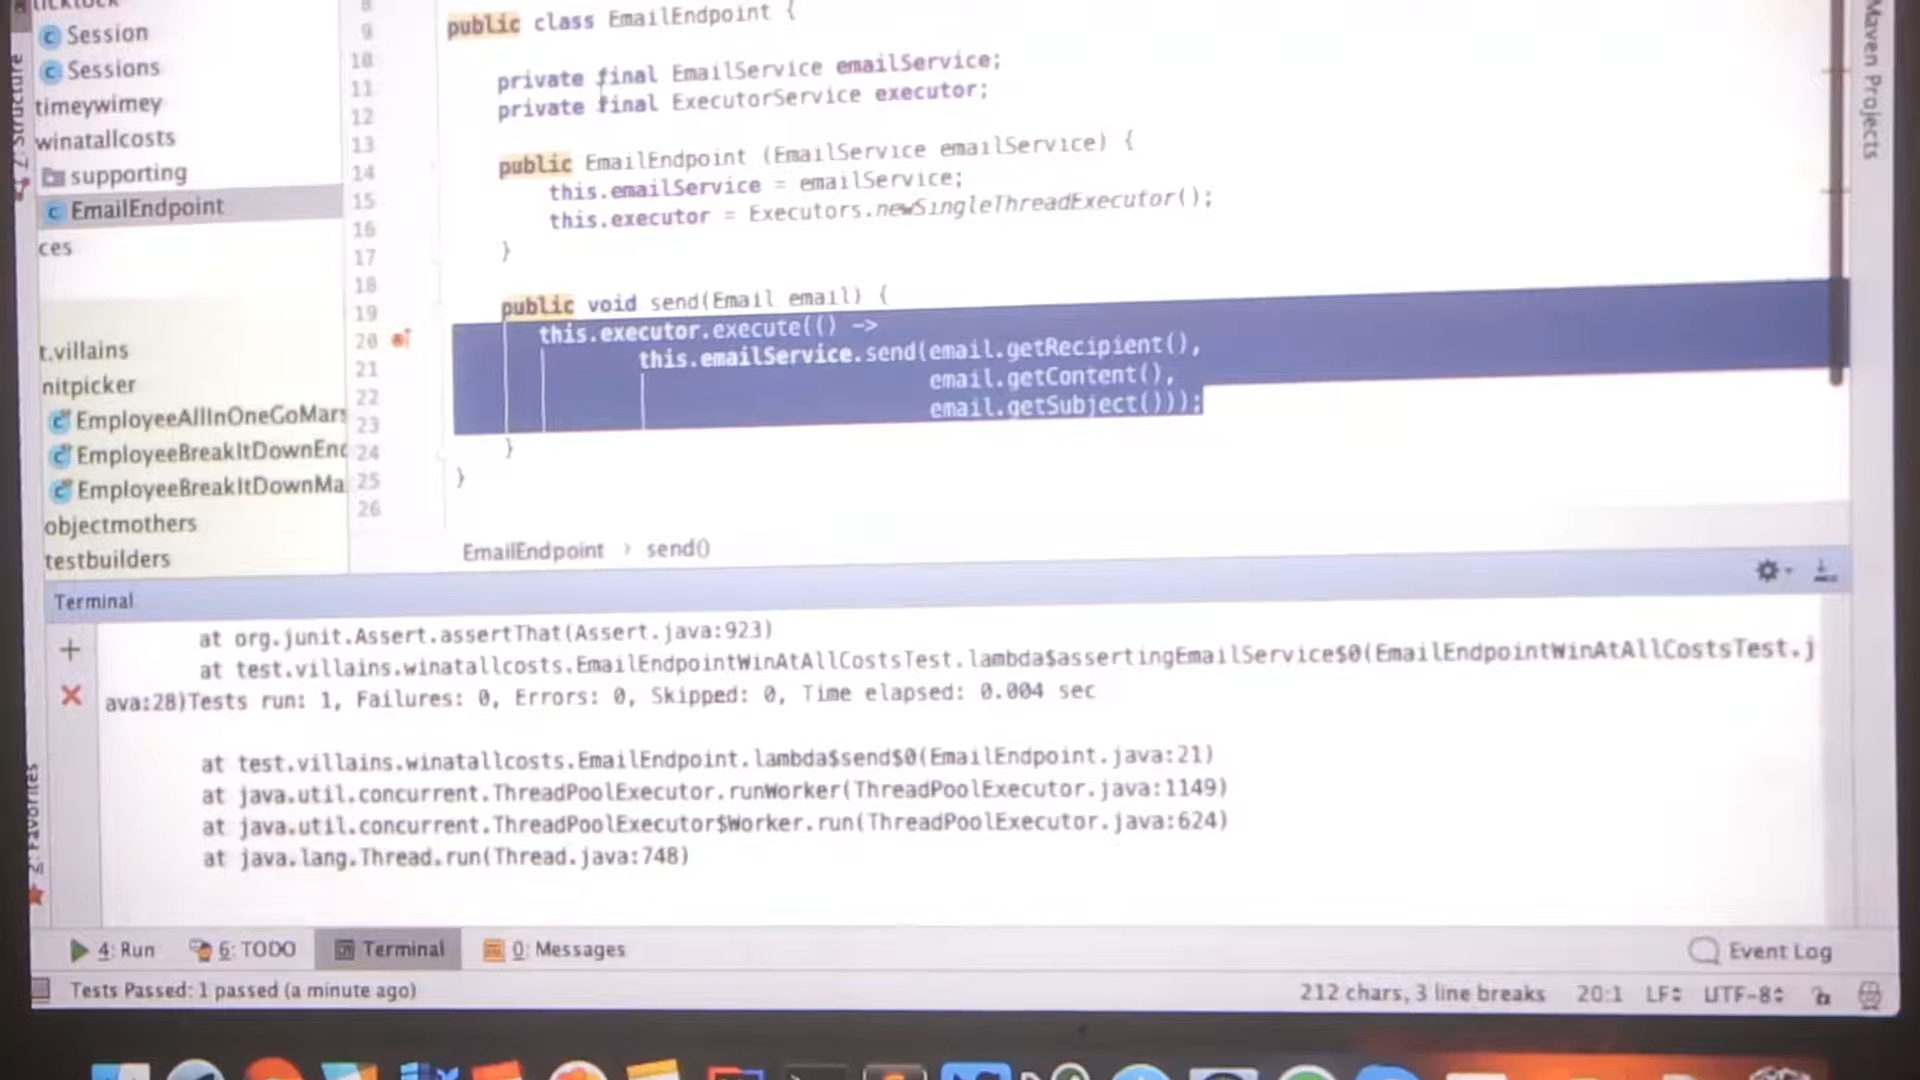 Session
Sessions
timeywimey
winatallcosts
supporting
EmailEndpoint
ces
t.villains
nitpicker
EmployeeAllInOneGoMars
EmployeeBreakItDownEnd
EmployeeBreakItDownMa
objectmothers
testbuilders
2: Structure
2: Favorites
Maven Projects
8
9 public class EmailEndpoint {
10
11 private final EmailService emailService;
12 private final ExecutorService executor;
13
14 public EmailEndpoint (EmailService emailService) {
15 this.emailService = emailService;
16 this.executor = Executors.newSingleThreadExecutor();
17 }
18
19 public void send(Email email) {
20 this.executor.execute(() ->
21 this.emailService.send(email.getRecipient(),
22 email.getContent(),
23 email.getSubject()));
24 }
25 }
26
EmailEndpoint › send()
Terminal
at org.junit.Assert.assertThat(Assert.java:923)
at test.villains.winatallcosts.EmailEndpointWinAtAllCostsTest.lambda$assertingEmailService$0(EmailEndpointWinAtAllCostsTest.j
ava:28)Tests run: 1, Failures: 0, Errors: 0, Skipped: 0, Time elapsed: 0.004 sec
at test.villains.winatallcosts.EmailEndpoint.lambda$send$0(EmailEndpoint.java:21)
at java.util.concurrent.ThreadPoolExecutor.runWorker(ThreadPoolExecutor.java:1149)
at java.util.concurrent.ThreadPoolExecutor$Worker.run(ThreadPoolExecutor.java:624)
at java.lang.Thread.run(Thread.java:748)
4: Run 6: TODO Terminal 0: Messages Event Log
Tests Passed: 1 passed (a minute ago) 212 chars, 3 line breaks 20:1 LF UTF-8